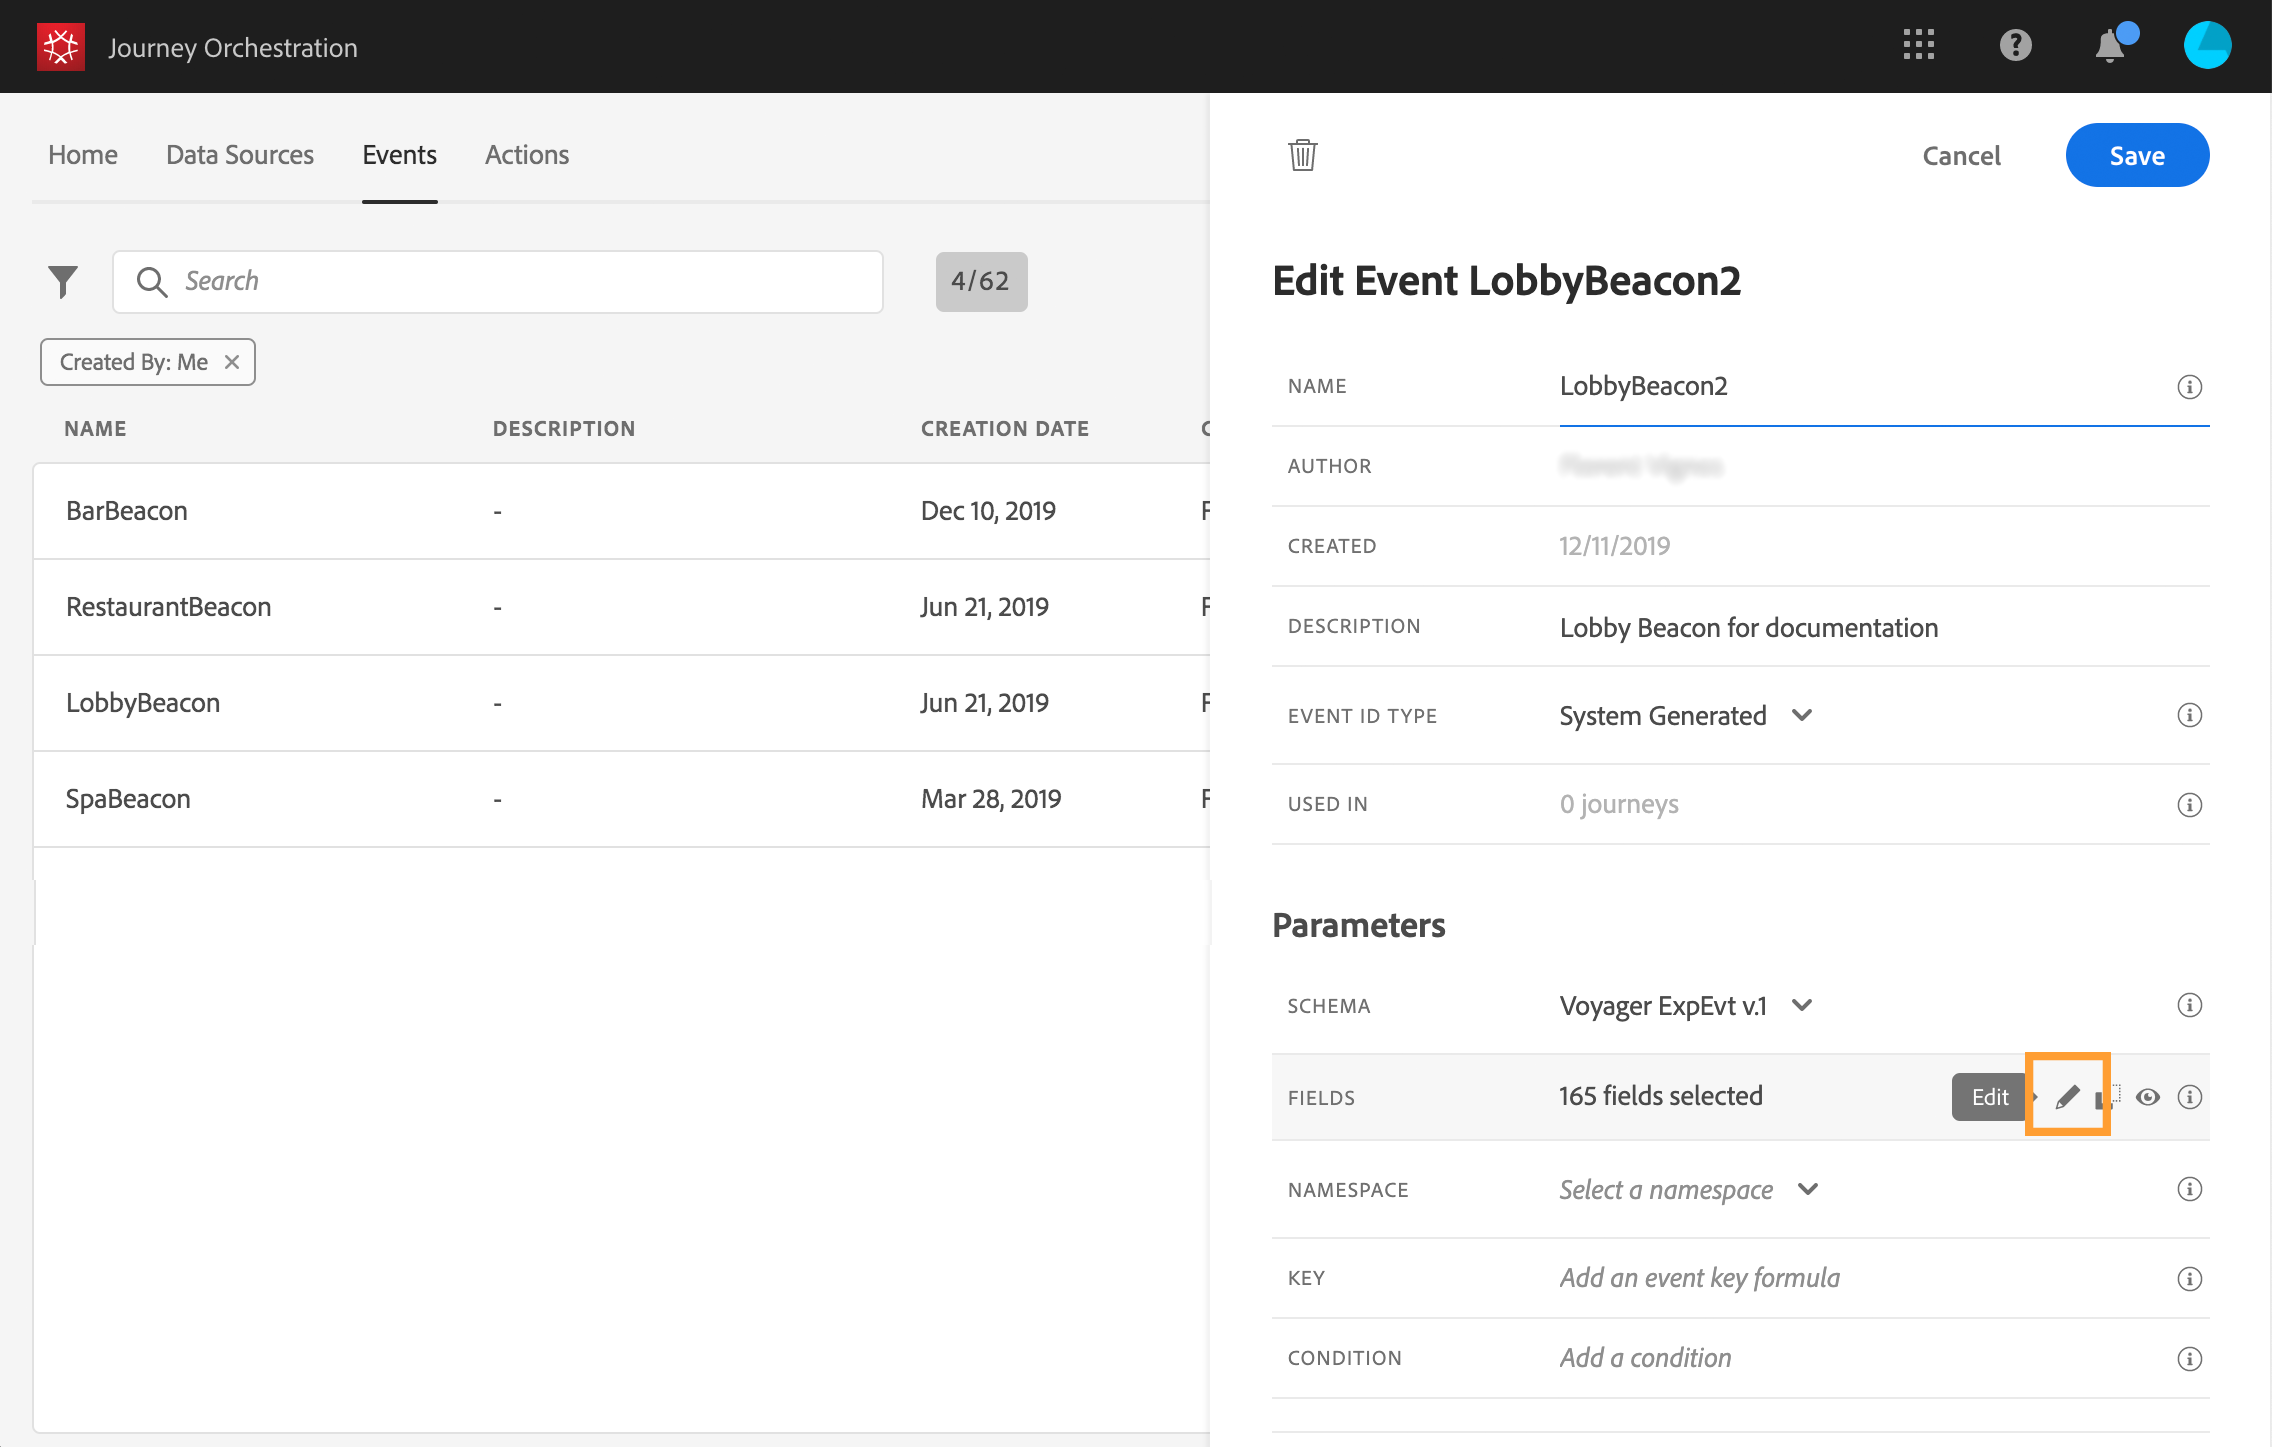 Journey Orchestration
Home Data Sources Events Actions
Search
4/62
Created By: Me
NAME DESCRIPTION CREATION DATE
BarBeacon - Dec 10, 2019
RestaurantBeacon - Jun 21, 2019
LobbyBeacon - Jun 21, 2019
SpaBeacon - Mar 28, 2019
Cancel Save
Edit Event LobbyBeacon2
NAME LobbyBeacon2
AUTHOR
CREATED 12/11/2019
DESCRIPTION Lobby Beacon for documentation
EVENT ID TYPE System Generated
USED IN 0 journeys
Parameters
SCHEMA Voyager ExpEvt v.1
FIELDS 165 fields selected Edit
NAMESPACE Select a namespace
KEY Add an event key formula
CONDITION Add a condition